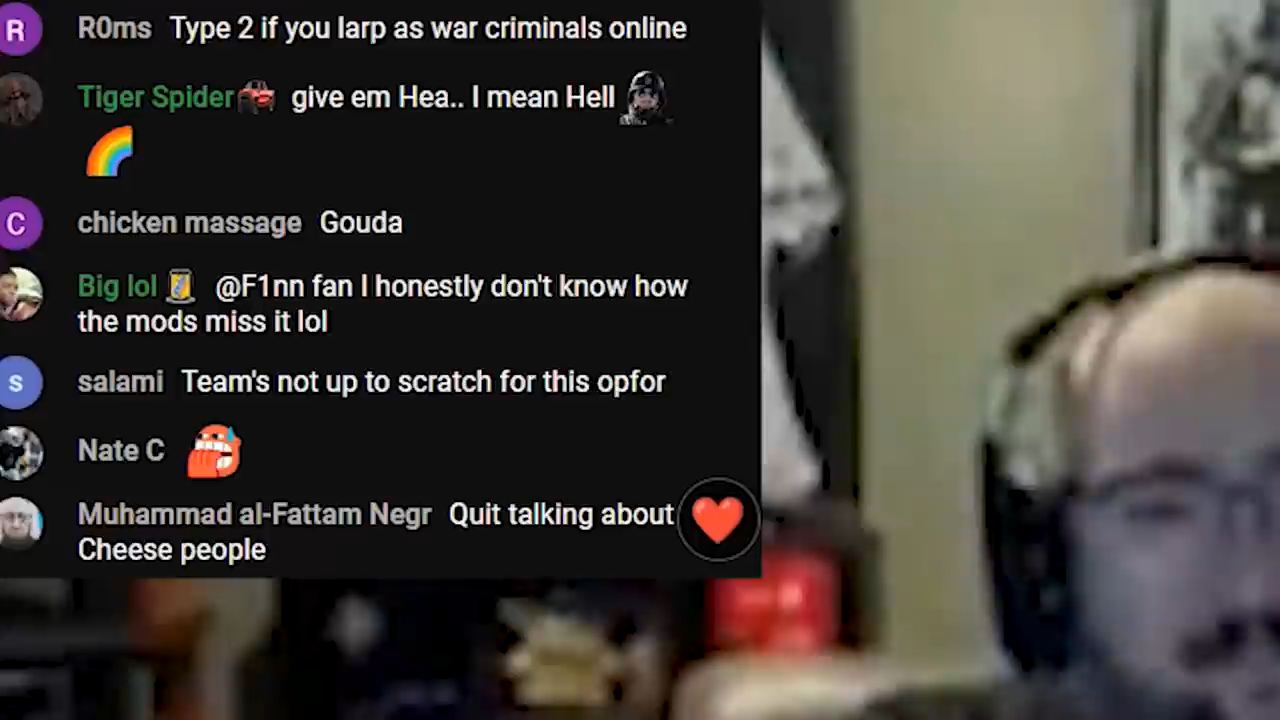 R
R0ms Type 2 if you larp as war criminals online
Tiger Spider give em Hea.. I mean Hell
C
chicken massage Gouda
Big lol @F1nn fan I honestly don't know how
the mods miss it lol
s
salami Team's not up to scratch for this opfor
Nate C
Muhammad al-Fattam Negr Quit talking about
Cheese people